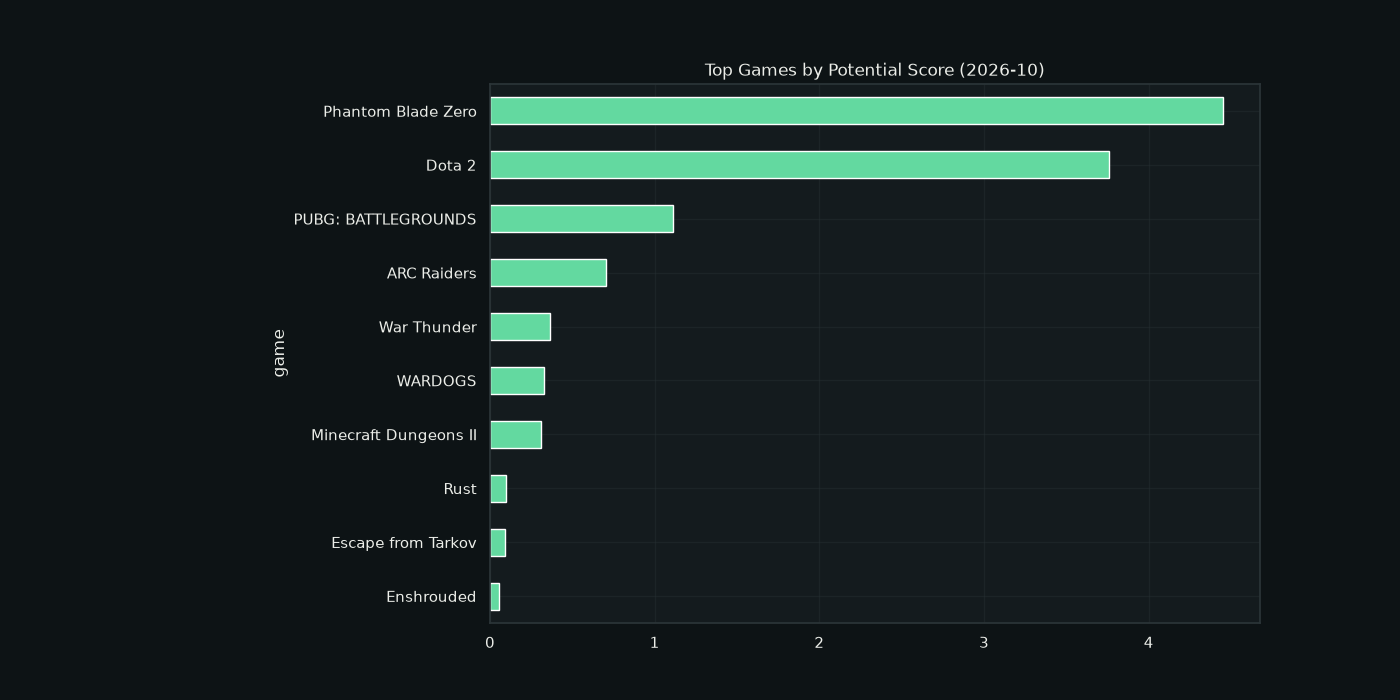 Top Games by Potential Score (2026-10)
Phantom Blade Zero
Dota 2
PUBG: BATTLEGROUNDS
ARC Raiders
War Thunder
WARDOGS
Minecraft Dungeons II
Rust
Escape from Tarkov
Enshrouded
game
0 1 2 3 4